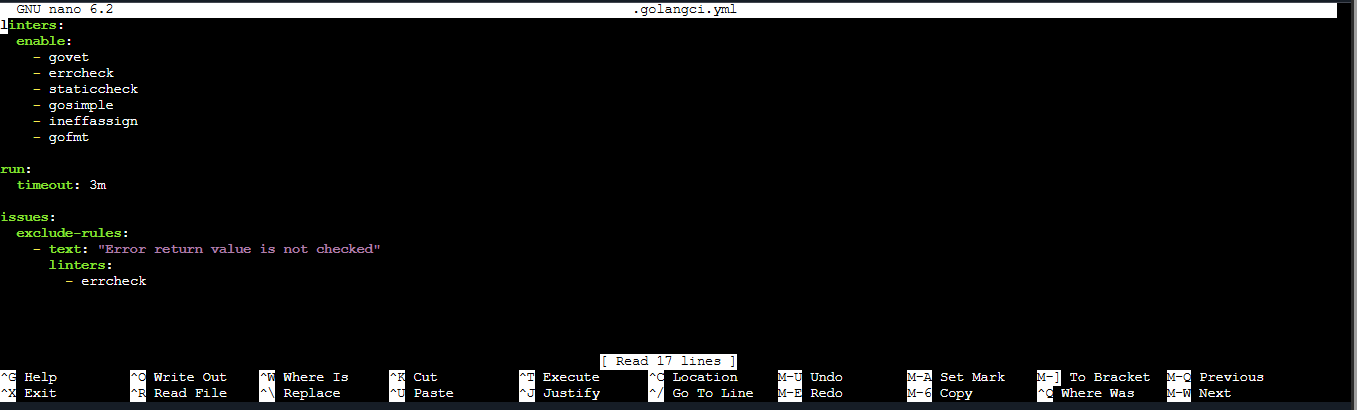 GNU nano 6.2 .golangci.yml
linters:
  enable:
    - govet
    - errcheck
    - staticcheck
    - gosimple
    - ineffassign
    - gofmt

run:
  timeout: 3m

issues:
  exclude-rules:
    - text: "Error return value is not checked"
      linters:
        - errcheck

[ Read 17 lines ]
^G Help ^O Write Out ^W Where Is ^K Cut ^T Execute ^C Location M-U Undo M-A Set Mark M-] To Bracket M-Q Previous
^X Exit ^R Read File ^\ Replace ^U Paste ^J Justify ^/ Go To Line M-E Redo M-6 Copy ^Q Where Was M-W Next